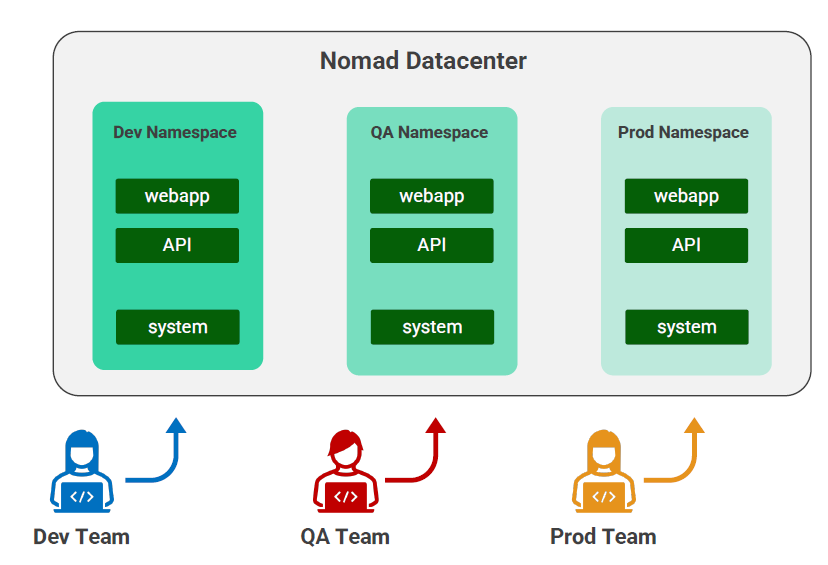 Nomad Datacenter
Dev Namespace
webapp
API
system
QA Namespace
webapp
API
system
Prod Namespace
webapp
API
system
</>
Dev Team
</>
QA Team
</>
Prod Team